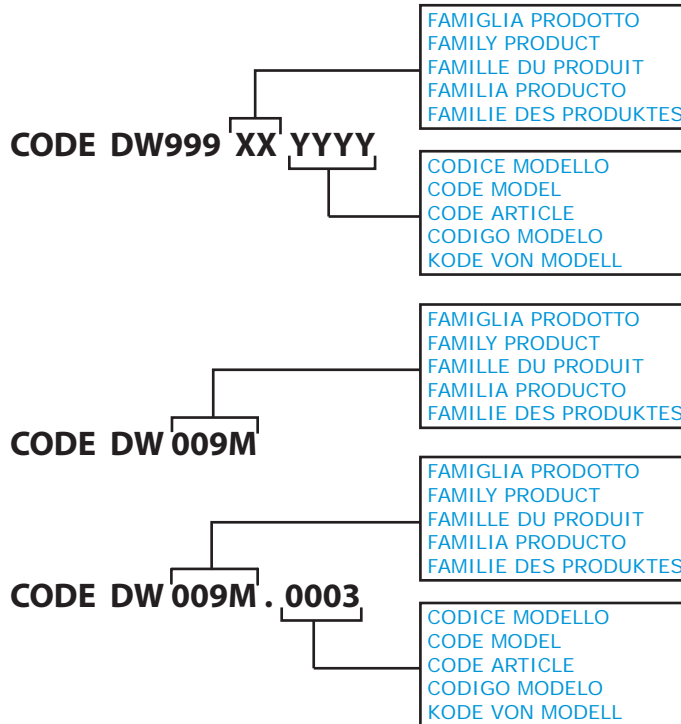 FAMIGLIA PRODOTTO
FAMILY PRODUCT
FAMILLE DU PRODUIT
FAMILIA PRODUCTO
FAMILIE DES PRODUKTES
CODE DW999 XX YYYY
CODICE MODELLO
CODE MODEL
CODE ARTICLE
CODIGO MODELO
KODE VON MODELL
FAMIGLIA PRODOTTO
FAMILY PRODUCT
FAMILLE DU PRODUIT
FAMILIA PRODUCTO
FAMILIE DES PRODUKTES
CODE DW 009M
FAMIGLIA PRODOTTO
FAMILY PRODUCT
FAMILLE DU PRODUIT
FAMILIA PRODUCTO
FAMILIE DES PRODUKTES
CODE DW 009M . 0003
CODICE MODELLO
CODE MODEL
CODE ARTICLE
CODIGO MODELO
KODE VON MODELL